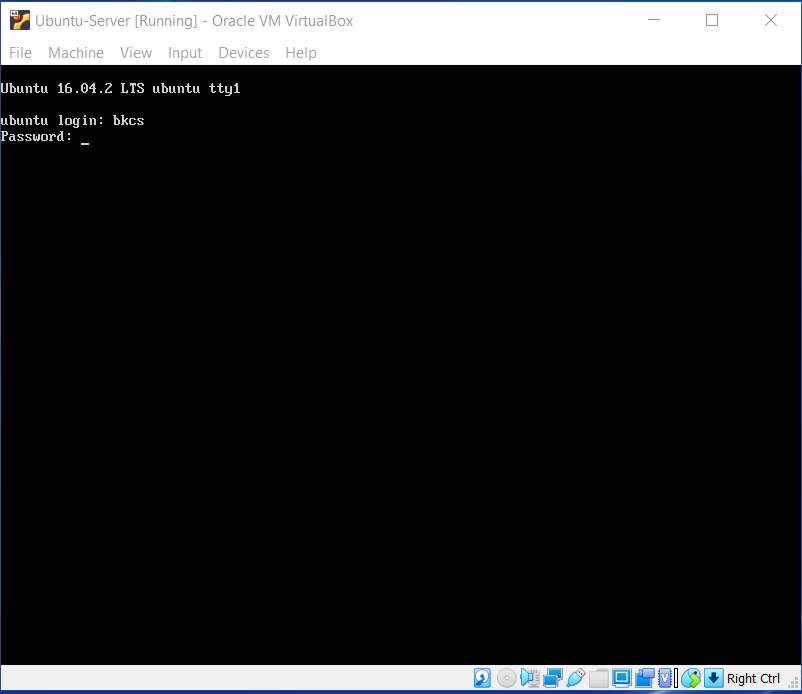 Ubuntu-Server [Running] - Oracle VM VirtualBox
File Machine View Input Devices Help
Ubuntu 16.04.2 LTS ubuntu tty1
ubuntu login: bkcs
Password: _
Right Ctrl